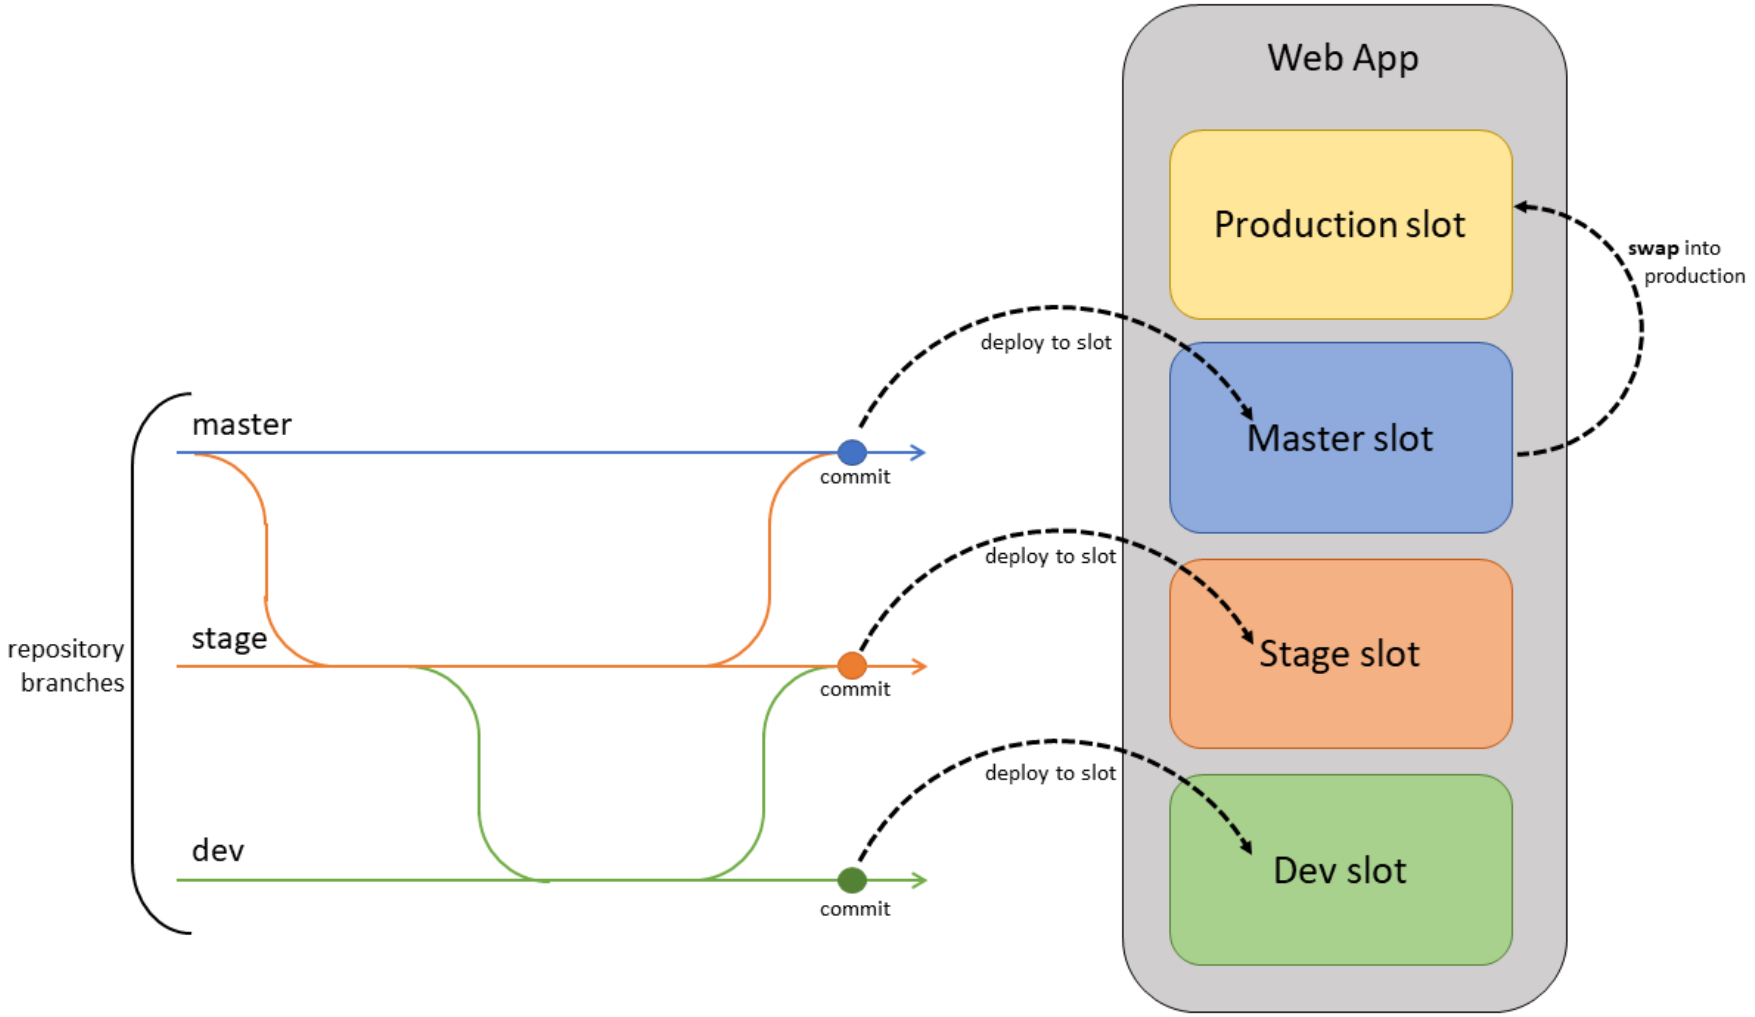 Web App
Production slot
swap into
production
deploy to slot
Master slot
master
commit
deploy to slot
Stage slot
stage
commit
repository
branches
deploy to slot
Dev slot
dev
commit